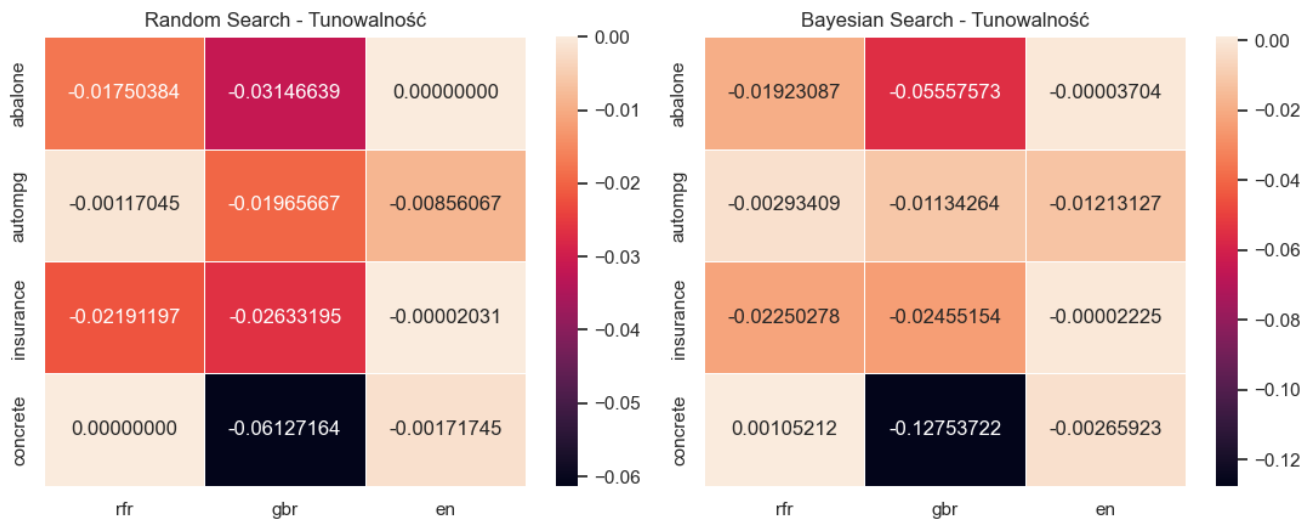 Random Search - Tunowalność
abalone
-0.01750384 -0.03146639 0.00000000
autompg
-0.00117045 -0.01965667 -0.00856067
insurance
-0.02191197 -0.02633195 -0.00002031
concrete
0.00000000 -0.06127164 -0.00171745
rfr gbr en
0.00
−0.01
−0.02
−0.03
−0.04
−0.05
−0.06
Bayesian Search - Tunowalność
abalone
-0.01923087 -0.05557573 -0.00003704
autompg
-0.00293409 -0.01134264 -0.01213127
insurance
-0.02250278 -0.02455154 -0.00002225
concrete
0.00105212 -0.12753722 -0.00265923
rfr gbr en
0.00
−0.02
−0.04
−0.06
−0.08
−0.10
−0.12